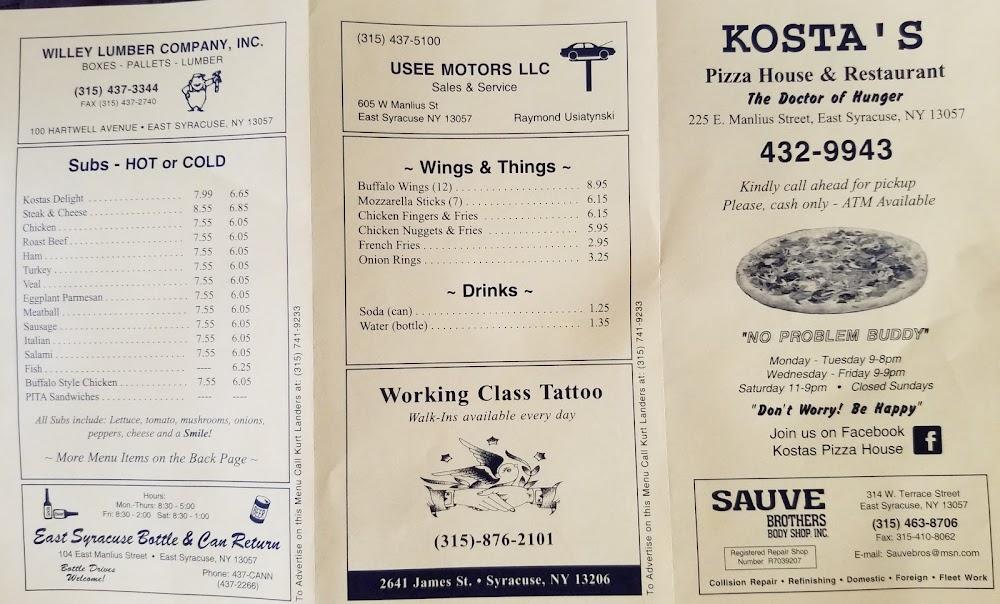 WILLEY LUMBER COMPANY, INC.
BOXES - PALLETS - LUMBER
(315) 437-3344
FAX (315) 437-2740
100 HARTWELL AVENUE • EAST SYRACUSE, NY 13057
Subs - HOT or COLD
Kostas Delight 7.99 6.65
Steak & Cheese 8.55 6.85
Chicken 7.55 6.05
Roast Beef 7.55 6.05
Ham 7.55 6.05
Turkey 7.55 6.05
Veal 7.55 6.05
Eggplant Parmesan 7.55 6.05
Meatball 7.55 6.05
Sausage 7.55 6.05
Italian 7.55 6.05
Salami 7.55 6.05
Fish ---- 6.25
Buffalo Style Chicken 7.55 6.05
PITA Sandwiches ---- ----
All Subs include: Lettuce, tomato, mushrooms, onions,
peppers, cheese and a Smile!
~ More Menu Items on the Back Page ~
Hours:
Mon.-Thurs: 8:30 - 5:00
Fri: 8:30 - 2:00 Sat: 8:30 - 1:00
East Syracuse Bottle & Can Return
104 East Manlius Street • East Syracuse, NY 13057
Bottle Drives
Welcome!
Phone: 437-CANN
(437-2266)
To Advertise on this Menu Call Kurt Landers at: (315) 741-9233
(315) 437-5100
USEE MOTORS LLC
Sales & Service
605 W Manlius St
East Syracuse NY 13057
Raymond Usiatynski
~ Wings & Things ~
Buffalo Wings (12) 8.95
Mozzarella Sticks (7) 6.15
Chicken Fingers & Fries 6.15
Chicken Nuggets & Fries 5.95
French Fries 2.95
Onion Rings 3.25
~ Drinks ~
Soda (can) 1.25
Water (bottle) 1.35
Working Class Tattoo
Walk-Ins available every day
(315)-876-2101
2641 James St. • Syracuse, NY 13206
To Advertise on this Menu Call Kurt Landers at: (315) 741-9233
KOSTA'S
Pizza House & Restaurant
The Doctor of Hunger
225 E. Manlius Street, East Syracuse, NY 13057
432-9943
Kindly call ahead for pickup
Please, cash only - ATM Available
"NO PROBLEM BUDDY"
Monday - Tuesday 9-8pm
Wednesday - Friday 9-9pm
Saturday 11-9pm • Closed Sundays
"Don't Worry! Be Happy"
Join us on Facebook
Kostas Pizza House
f
SAUVE
BROTHERS
BODY SHOP, INC.
Registered Repair Shop
Number R7039207
314 W. Terrace Street
East Syracuse, NY 13057
(315) 463-8706
Fax: 315-410-8062
E-mail: Sauvebros@msn.com
Collision Repair • Refinishing • Domestic • Foreign • Fleet Work